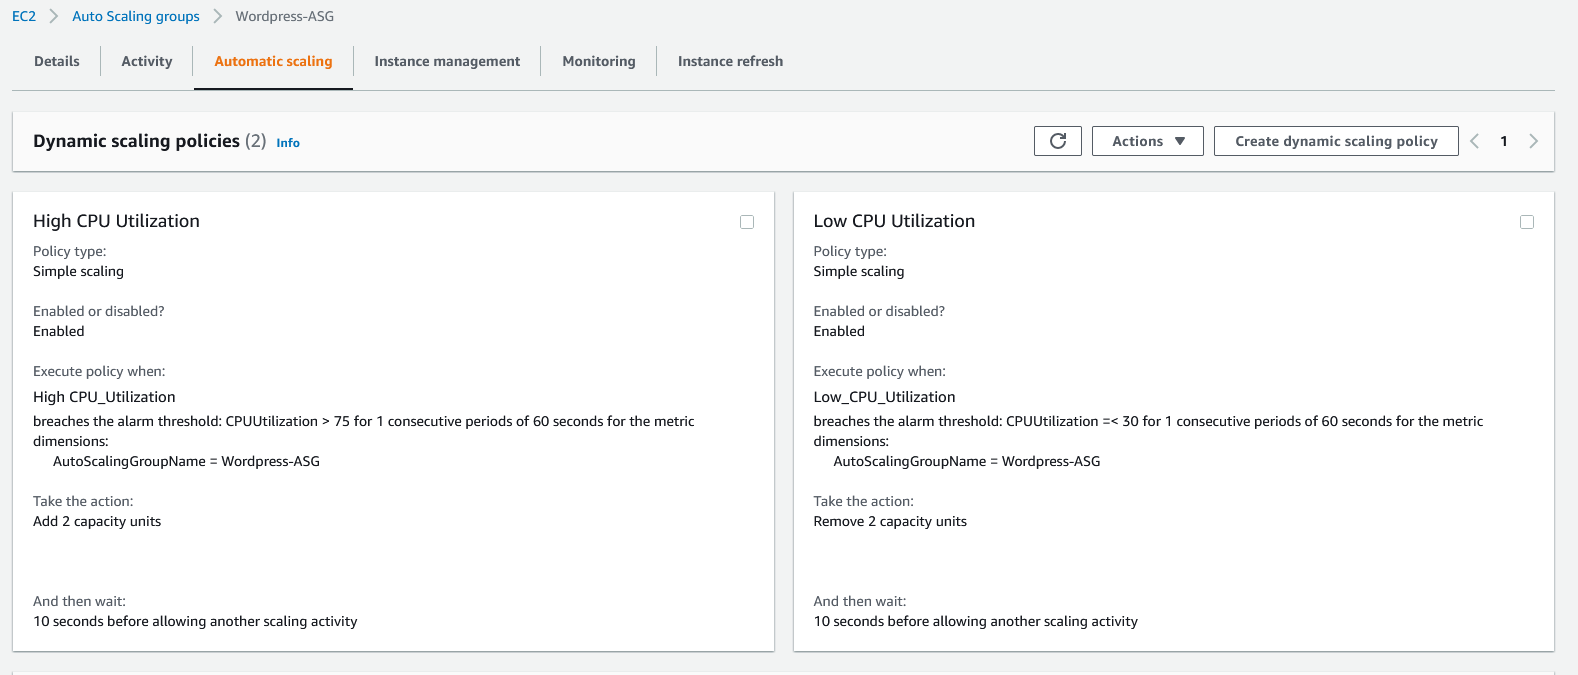 EC2 > Auto Scaling groups > Wordpress-ASG
Details
Activity
Automatic scaling
Instance management
Monitoring
Instance refresh
Dynamic scaling policies (2) Info
Actions
Create dynamic scaling policy
1
High CPU Utilization
Policy type:
Simple scaling
Enabled or disabled?
Enabled
Execute policy when:
High CPU_Utilization
breaches the alarm threshold: CPUUtilization > 75 for 1 consecutive periods of 60 seconds for the metric
dimensions:
AutoScalingGroupName = Wordpress-ASG
Take the action:
Add 2 capacity units
And then wait:
10 seconds before allowing another scaling activity
Low CPU Utilization
Policy type:
Simple scaling
Enabled or disabled?
Enabled
Execute policy when:
Low_CPU_Utilization
breaches the alarm threshold: CPUUtilization =< 30 for 1 consecutive periods of 60 seconds for the metric
dimensions:
AutoScalingGroupName = Wordpress-ASG
Take the action:
Remove 2 capacity units
And then wait:
10 seconds before allowing another scaling activity